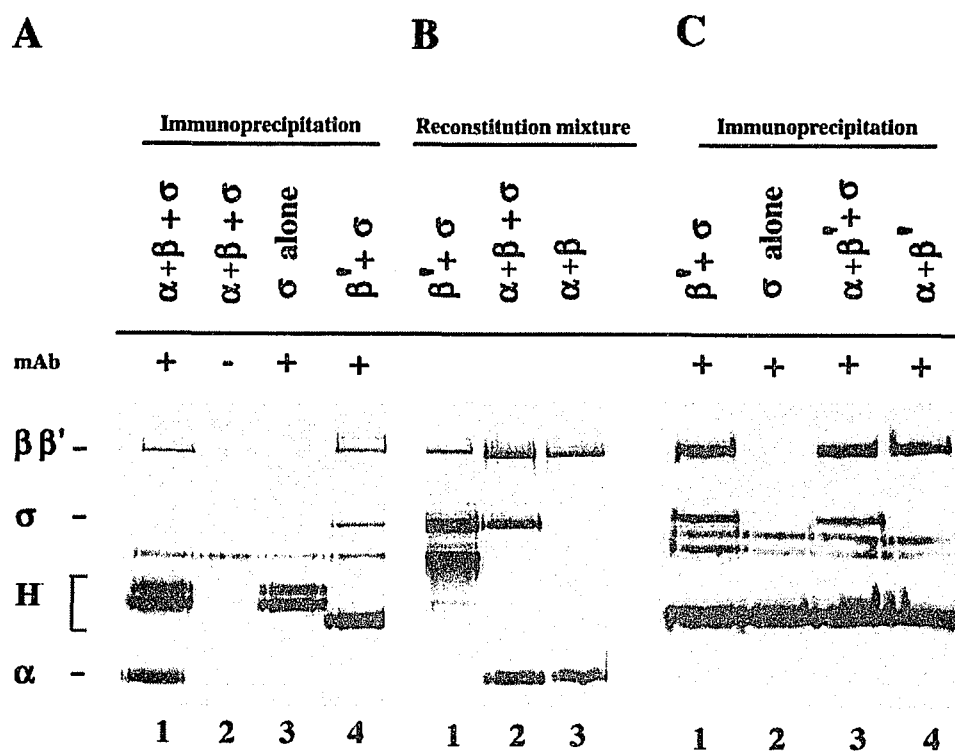 A B C
Immunoprecipitation Reconstitution mixture Immunoprecipitation
α+β+σ α+β+σ σ alone β'+σ β'+σ α+β+σ α+β β'+σ σ alone α+β'+σ α+β'
mAb + - + + + + + +
ββ' -
σ -
H
α -
1 2 3 4 1 2 3 1 2 3 4